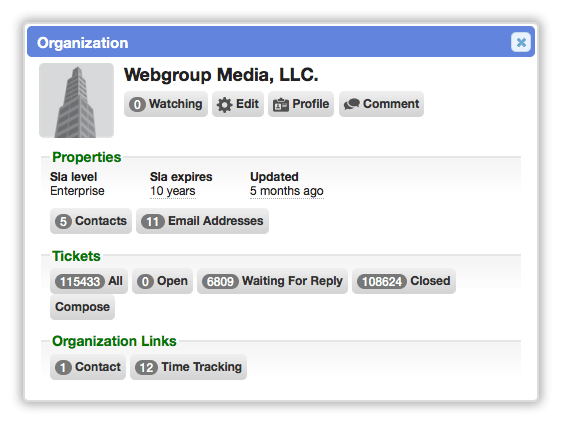 Organization
Webgroup Media, LLC.
0 Watching Edit Profile Comment
Properties
Sla level Sla expires Updated
Enterprise 10 years 5 months ago
5 Contacts 11 Email Addresses
Tickets
115433 All 0 Open 6809 Waiting For Reply 108624 Closed
Compose
Organization Links
1 Contact 12 Time Tracking